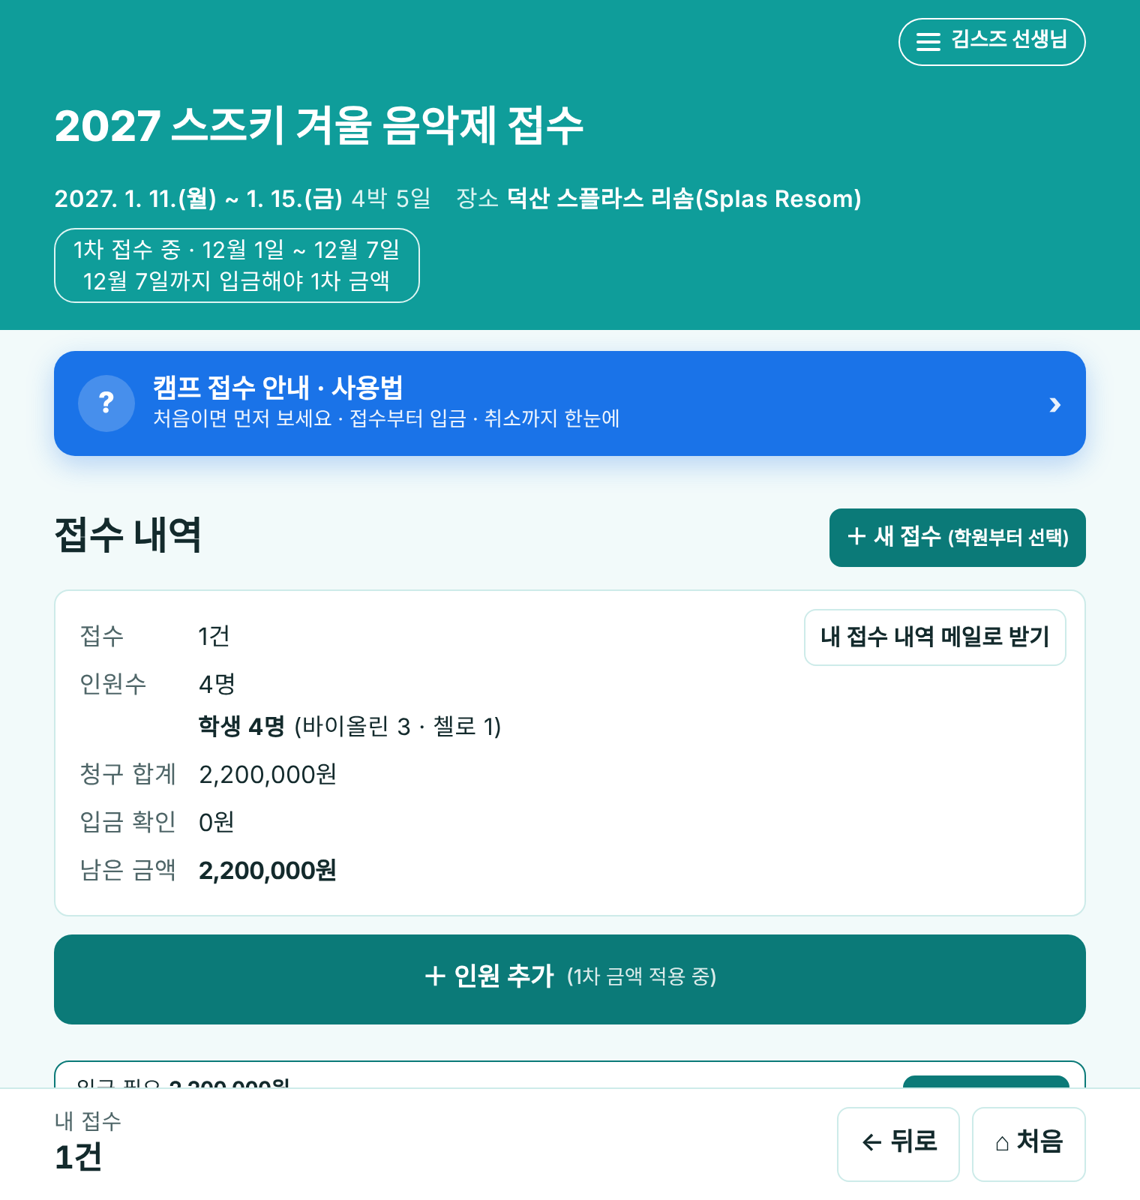 김스즈 선생님
2027 스즈키 겨울 음악제 접수
2027. 1. 11.(월) ~ 1. 15.(금) 4박 5일 장소 덕산 스플라스 리솜(Splas Resom)
1차 접수 중 · 12월 1일 ~ 12월 7일
12월 7일까지 입금해야 1차 금액
?
캠프 접수 안내 · 사용법
처음이면 먼저 보세요 · 접수부터 입금 · 취소까지 한눈에
›
접수 내역
+ 새 접수 (학원부터 선택)
접수 1건
내 접수 내역 메일로 받기
인원수 4명
학생 4명 (바이올린 3 · 첼로 1)
청구 합계 2,200,000원
입금 확인 0원
남은 금액 2,200,000원
+ 인원 추가 (1차 금액 적용 중)
입금 필요 2,200,000원
내 접수
1건
← 뒤로
⌂ 처음